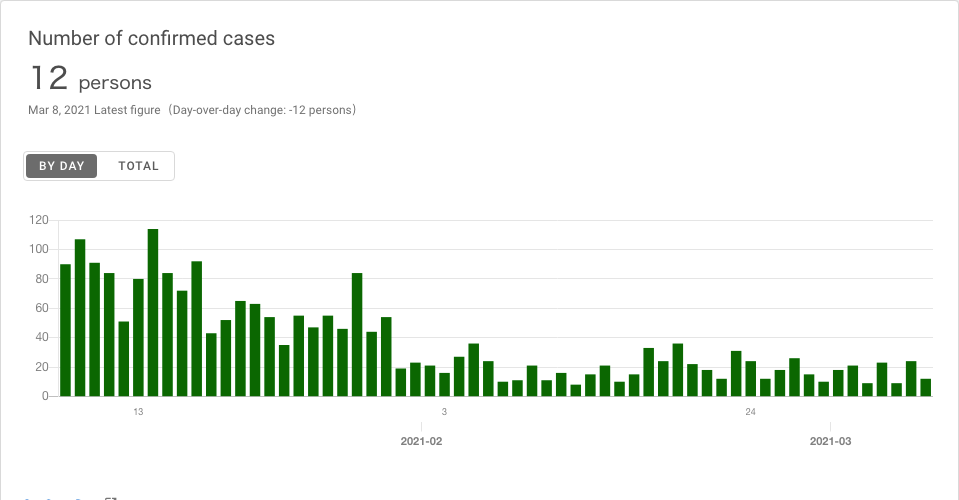 Number of confirmed cases
12 persons
Mar 8, 2021 Latest figure (Day-over-day change: -12 persons)
BY DAY TOTAL
120
100
80
60
40
20
0
13 3 24
2021-02 2021-03